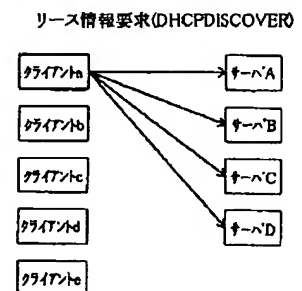 リース情報要求(DHCPDISCOVER)
クライアントa
サーバA
クライアントb
サーバB
クライアントc
サーバC
クライアントd
サーバD
クライアントe